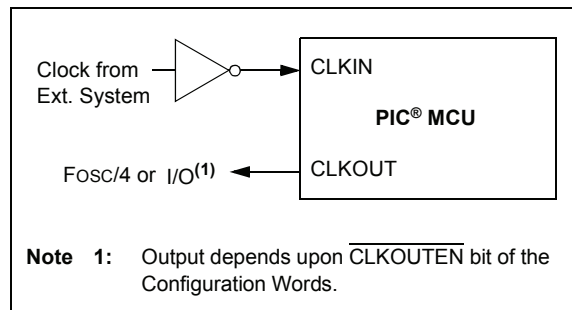 Clock from
Ext. System
CLKIN
PIC® MCU
FOSC/4 or I/O(1)
CLKOUT
Note 1: Output depends upon CLKOUTEN bit of the
Configuration Words.